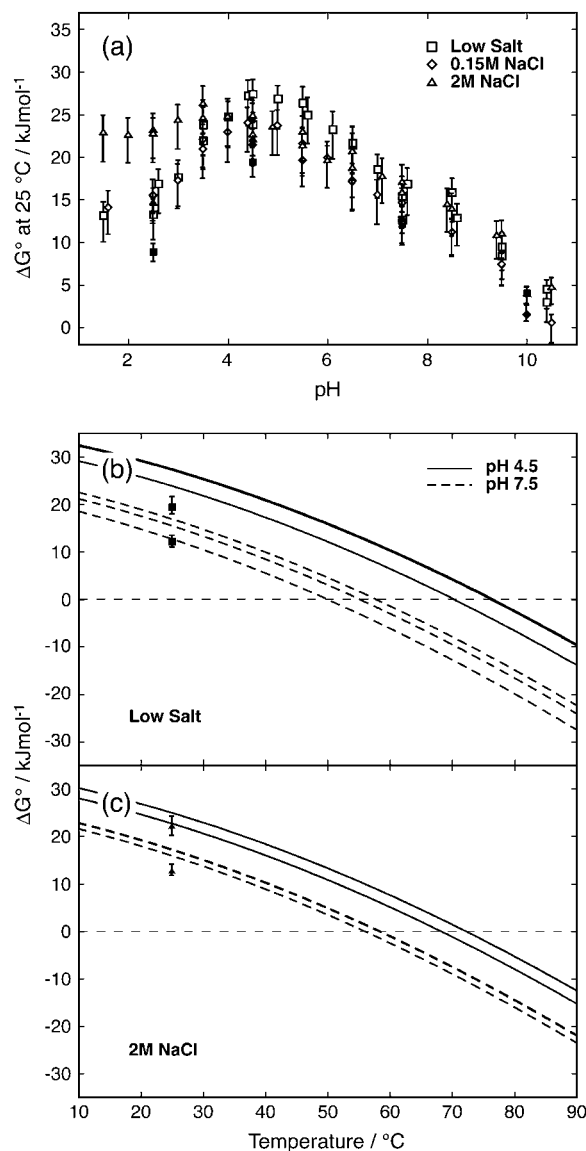 (a)
Low Salt
0.15M NaCl
2M NaCl
35
30
25
20
15
10
5
0
ΔG° at 25 °C / kJmol-1
2 4 6 8 10
pH
(b)
pH 4.5
pH 7.5
30
20
10
0
-10
-20
-30
Low Salt
ΔG° / kJmol-1
(c)
30
20
10
0
-10
-20
-30
2M NaCl
10 20 30 40 50 60 70 80 90
Temperature / °C